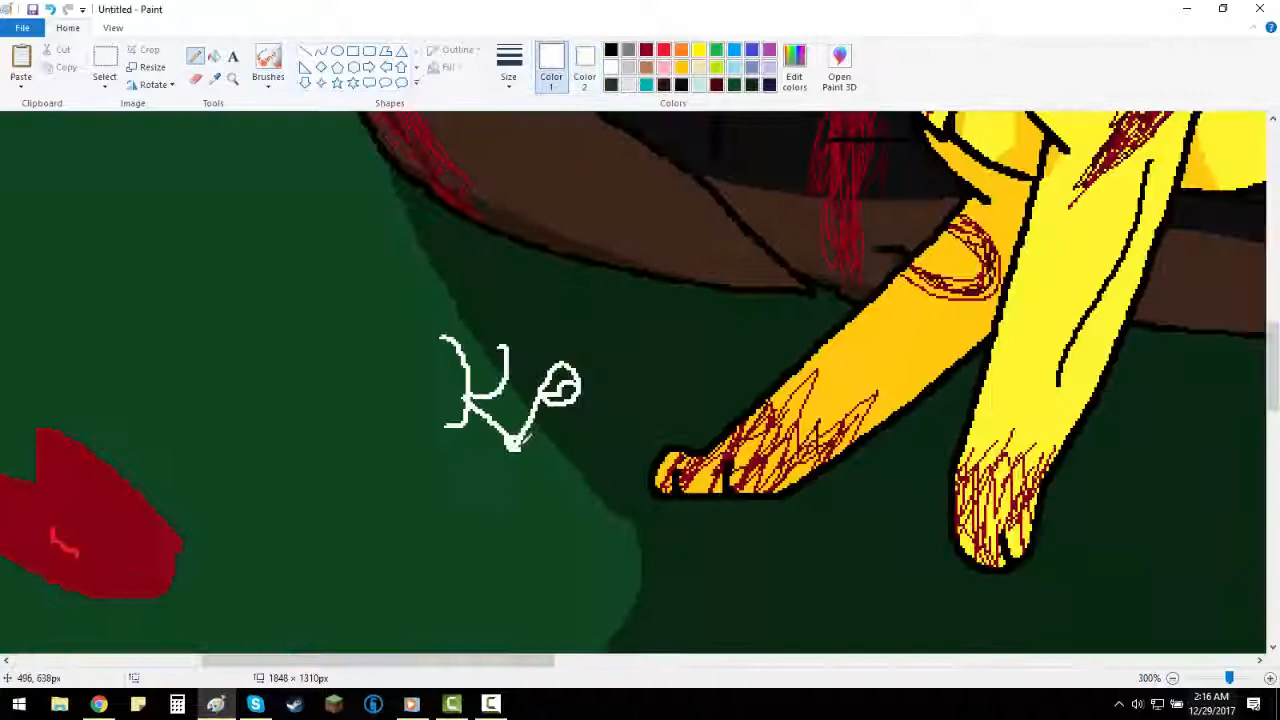 Untitled - Paint
File
Home
View
Paste
Cut
Copy
Clipboard
Select
Crop
Resize
Rotate
Image
Tools
Brushes
Shapes
Outline
Fill
Size
Color
1
Color
2
Edit
colors
Open
Paint 3D
Colors
Ke
496, 638px
1848 × 1310px
300%
2:16 AM
12/29/2017